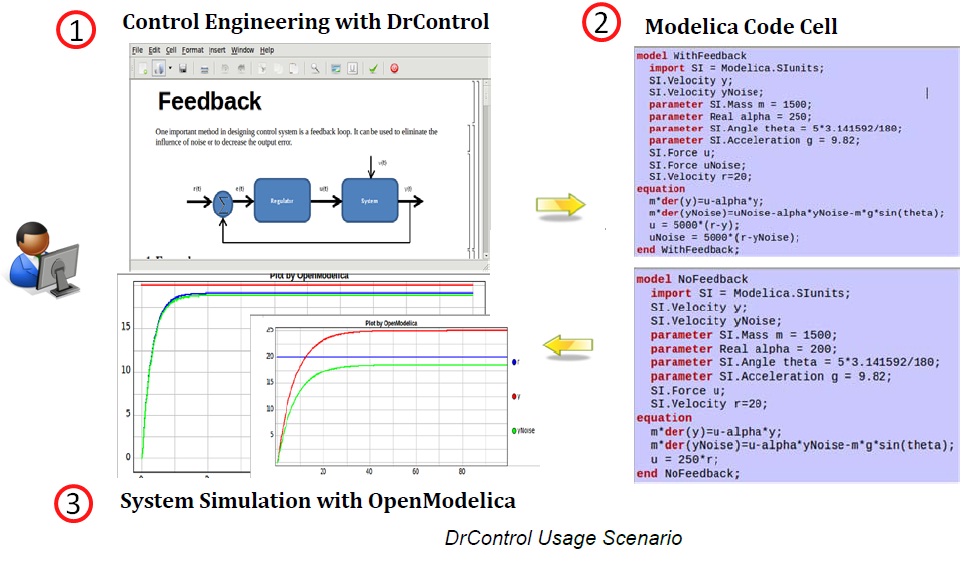 1 Control Engineering with DrControl
File Edit Cell Format Insert Window Help
Feedback
One important method in designing control system is a feedback loop. It can be used to eliminate the
influence of noise or to decrease the output error.
v(t)
r(t) e(t) u(t) y(t)
Σ Regulator System
2 Modelica Code Cell
model WithFeedback
import SI = Modelica.SIunits;
SI.Velocity y;
SI.Velocity yNoise;
parameter SI.Mass m = 1500;
parameter Real alpha = 250;
parameter SI.Angle theta = 5*3.141592/180;
parameter SI.Acceleration g = 9.82;
SI.Force u;
SI.Force uNoise;
SI.Velocity r=20;
equation
m*der(y)=u-alpha*y;
m*der(yNoise)=uNoise-alpha*yNoise-m*g*sin(theta);
u = 5000*(r-y);
uNoise = 5000*(r-yNoise);
end WithFeedback;
model NoFeedback
import SI = Modelica.SIunits;
SI.Velocity y;
SI.Velocity yNoise;
parameter SI.Mass m = 1500;
parameter Real alpha = 200;
parameter SI.Angle theta = 5*3.141592/180;
parameter SI.Acceleration g = 9.82;
SI.Force u;
SI.Velocity r=20;
equation
m*der(y)=u-alpha*y;
m*der(yNoise)=u-alpha*yNoise-m*g*sin(theta);
u = 250*r;
end NoFeedback;
Plot by OpenModelica
15
10
5
0
Plot by OpenModelica
25
20
15
10
5
20 40 60 80
r
y
yNoise
3 System Simulation with OpenModelica
DrControl Usage Scenario